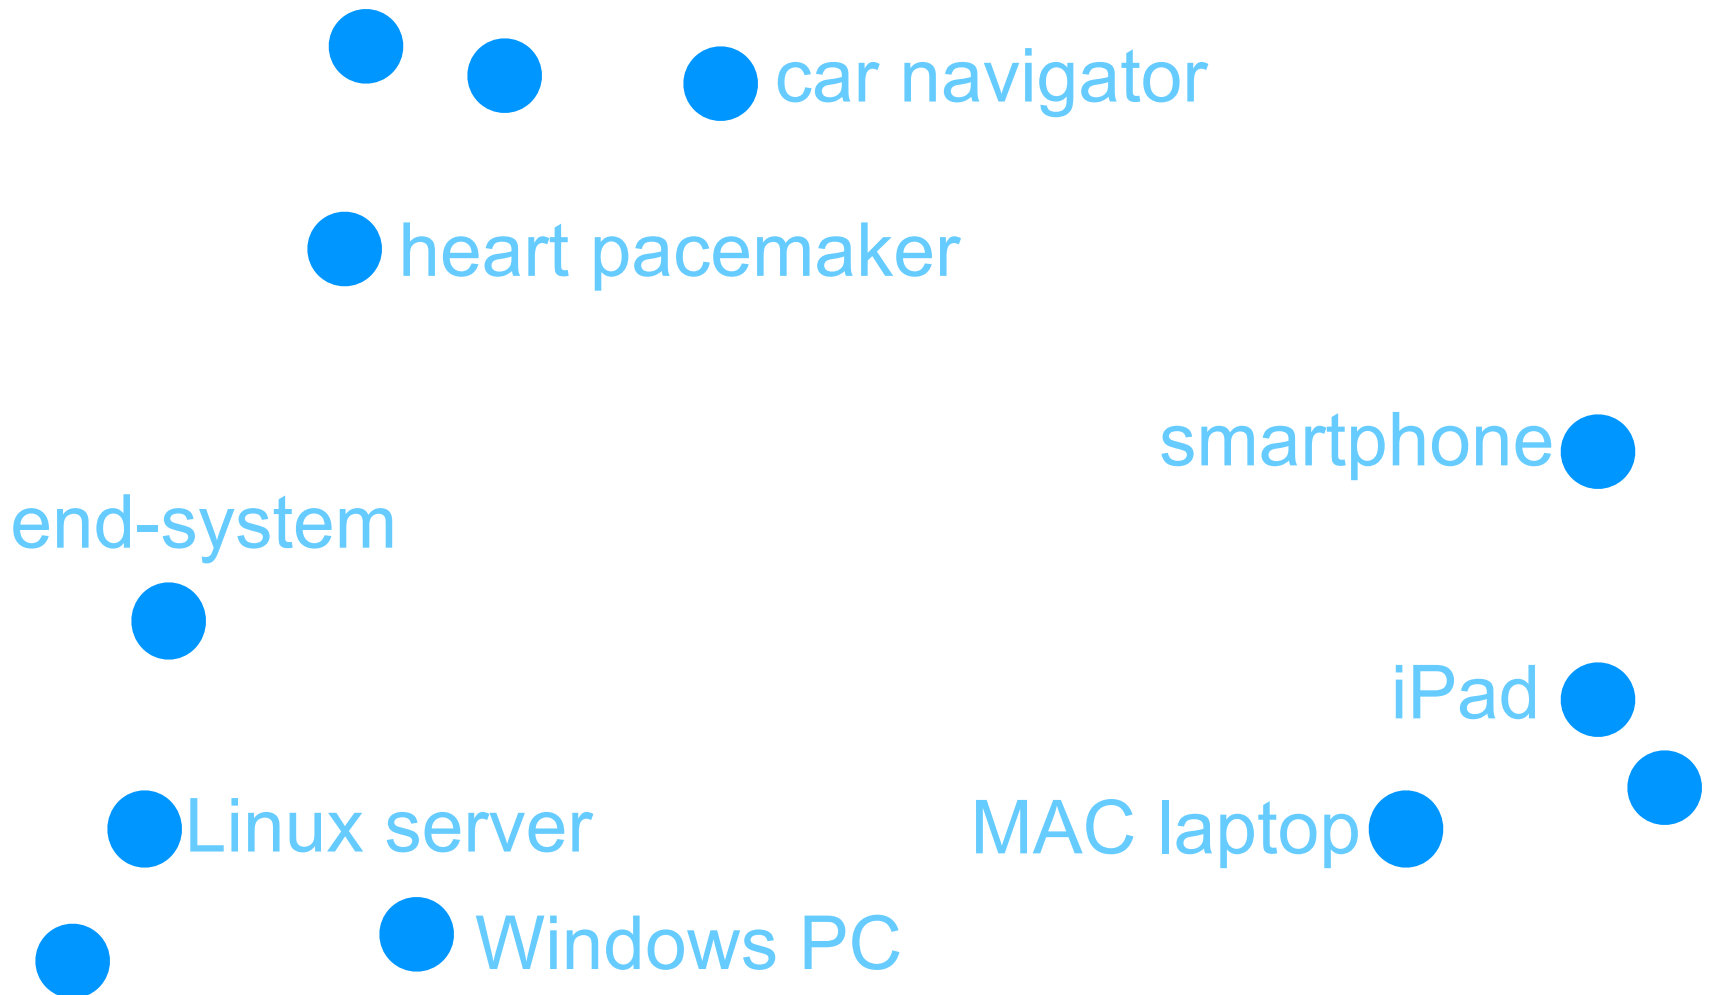 car navigator
heart pacemaker
smartphone
end-system
iPad
Linux server
MAC laptop
Windows PC